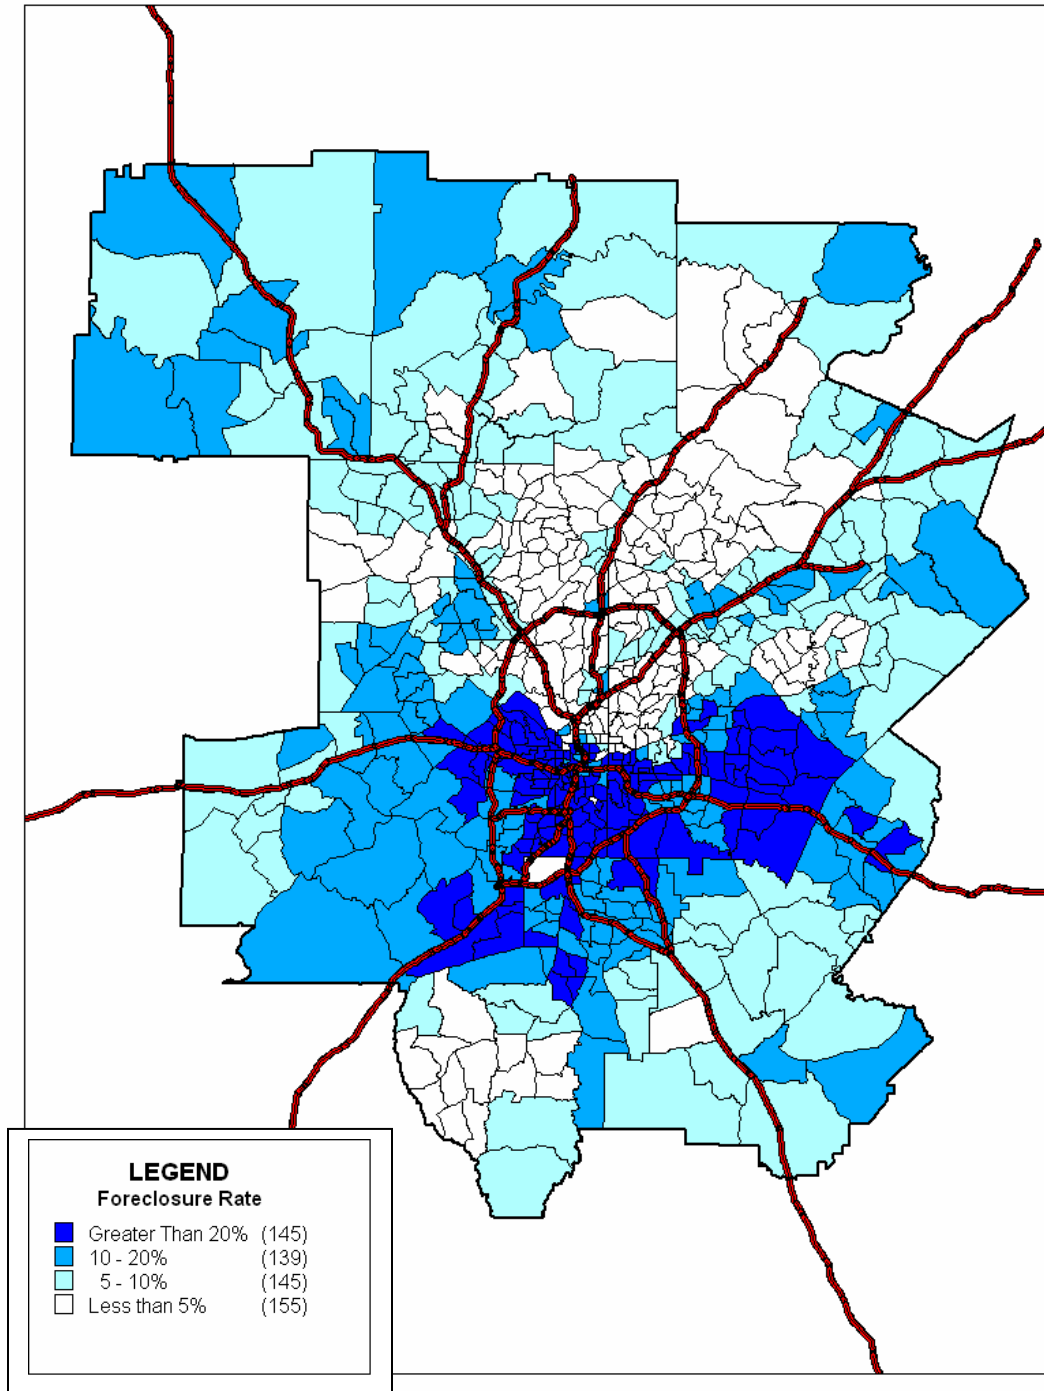 LEGEND
Foreclosure Rate
Greater Than 20% (145)
10 - 20% (139)
5 - 10% (145)
Less than 5% (155)